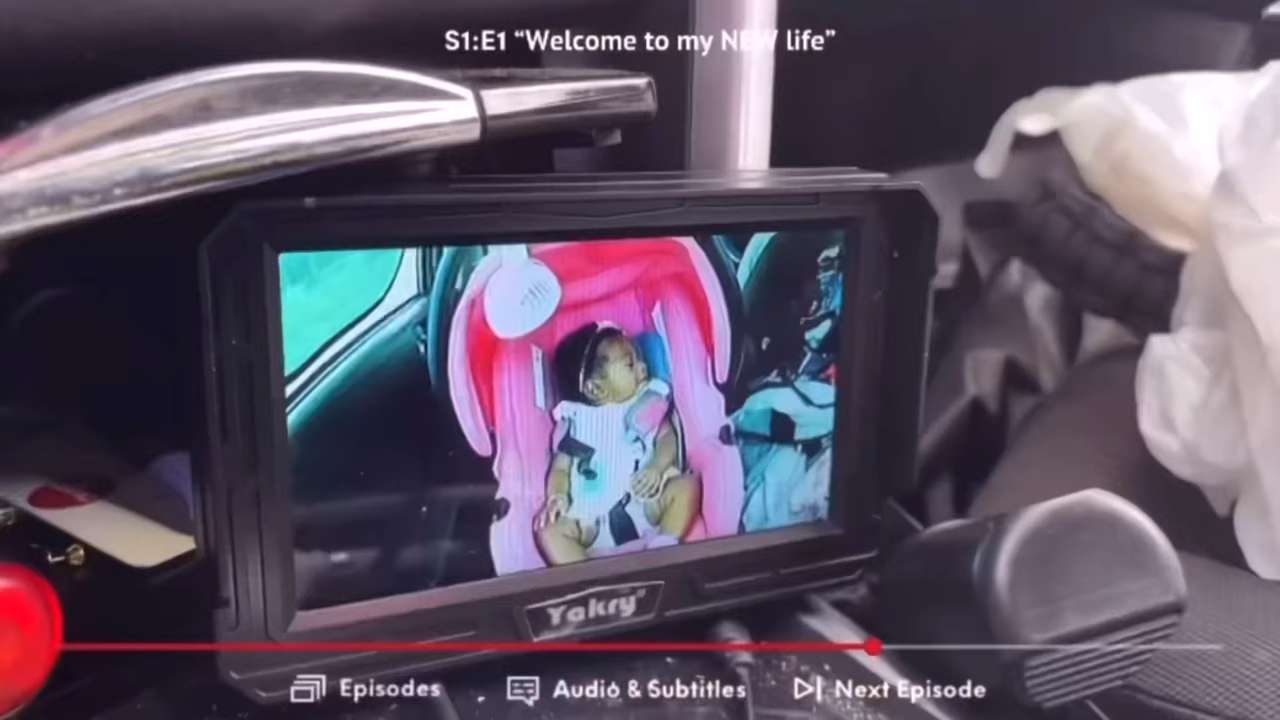 S1:E1 “Welcome to my NEW life”
Yakry
Episodes
Audio & Subtitles
Next Episode